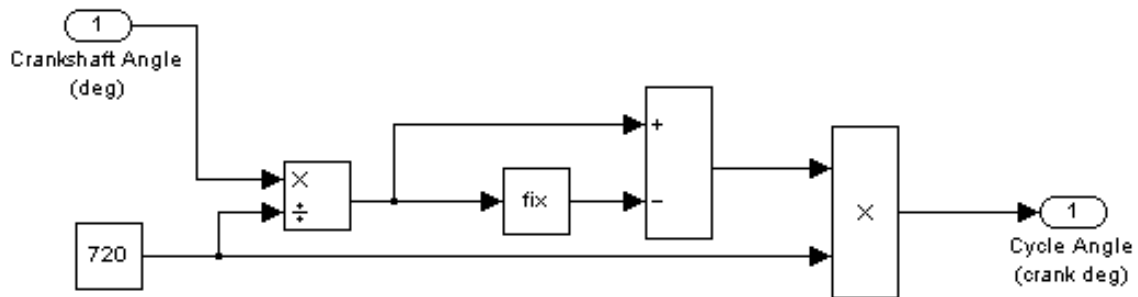 1
Crankshaft Angle
(deg)
×
÷
720
fix
+
−
×
1
Cycle Angle
(crank deg)